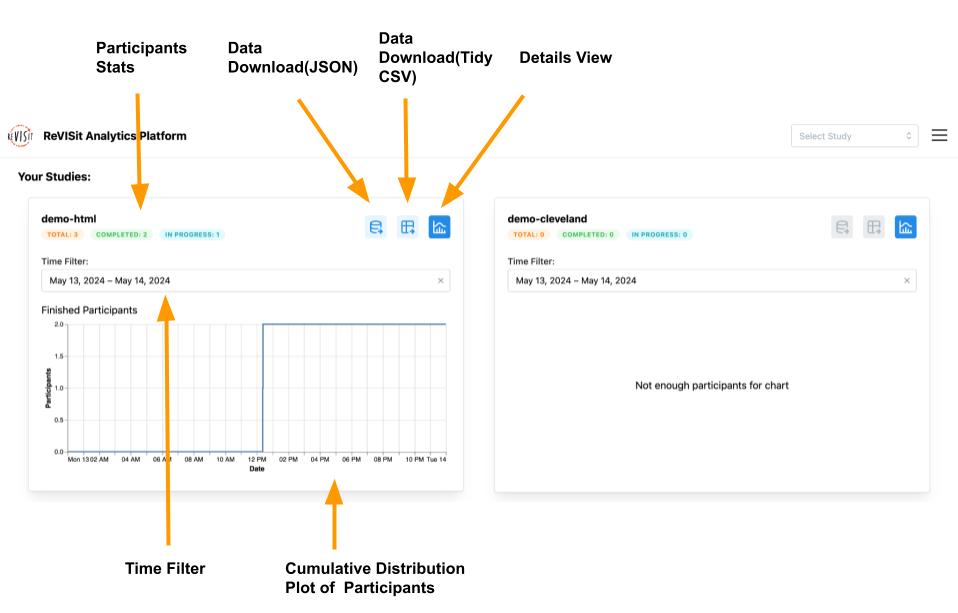 Participants
Stats
Data
Download(JSON)
Data
Download(Tidy
CSV)
Details View
ReVISit
ReVISit Analytics Platform
Select Study
Your Studies:
demo-html
TOTAL: 3
COMPLETED: 2
IN PROGRESS: 1
Time Filter:
May 13, 2024 – May 14, 2024
Finished Participants
2.0
1.5
1.0
0.5
0.0
Participants
Mon 13 02 AM 04 AM 06 AM 08 AM 10 AM 12 PM 02 PM 04 PM 06 PM 08 PM 10 PM Tue 14
Date
demo-cleveland
TOTAL: 0
COMPLETED: 0
IN PROGRESS: 0
Time Filter:
May 13, 2024 – May 14, 2024
Not enough participants for chart
Time Filter
Cumulative Distribution
Plot of Participants